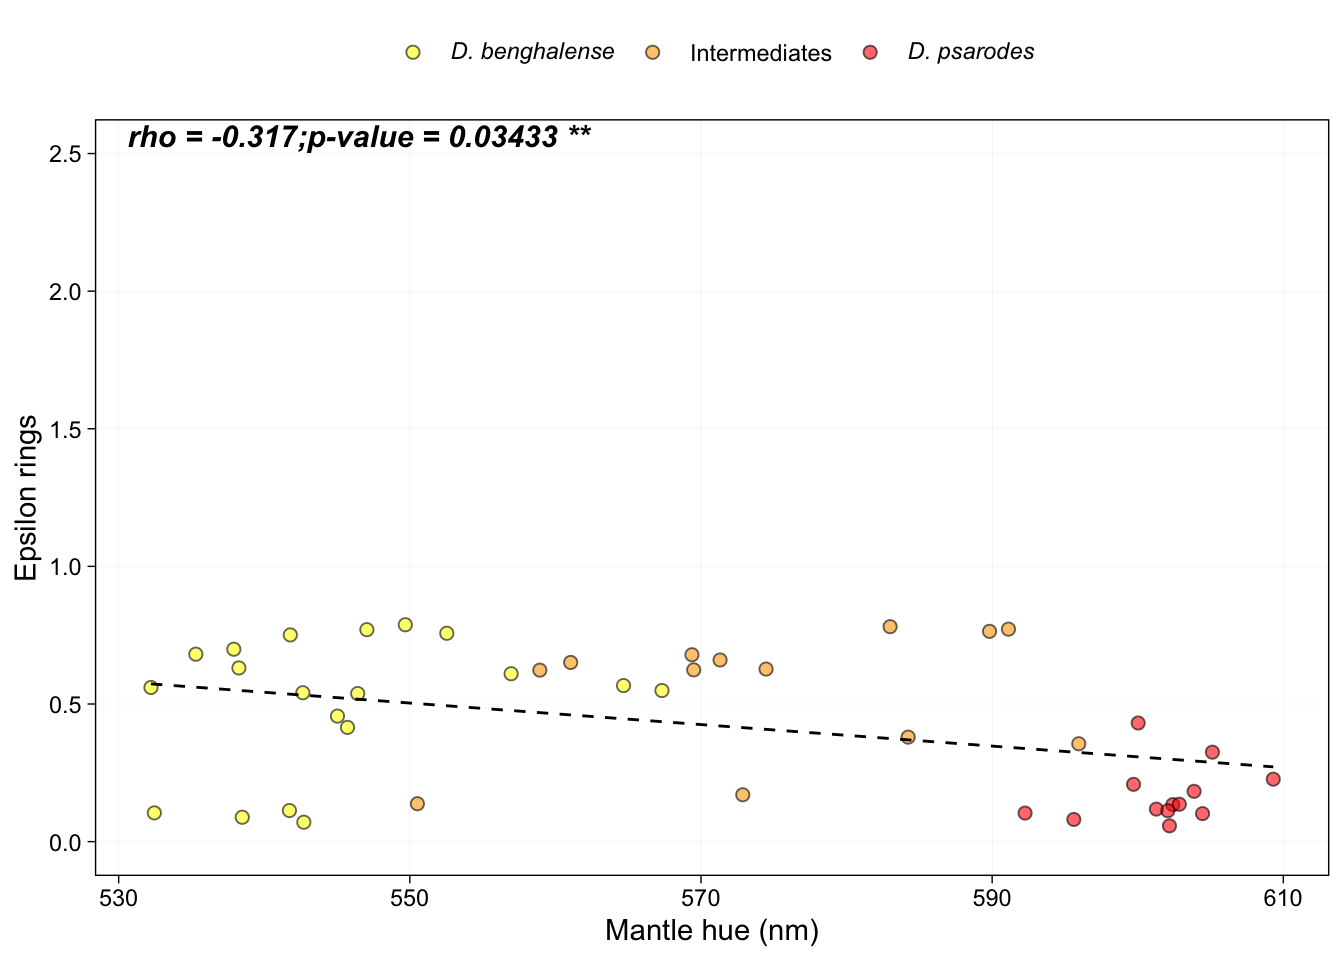 D. benghalense Intermediates D. psarodes
rho = -0.317;p-value = 0.03433 **
2.5
2.0
1.5
1.0
0.5
0.0
Epsilon rings
530 550 570 590 610
Mantle hue (nm)